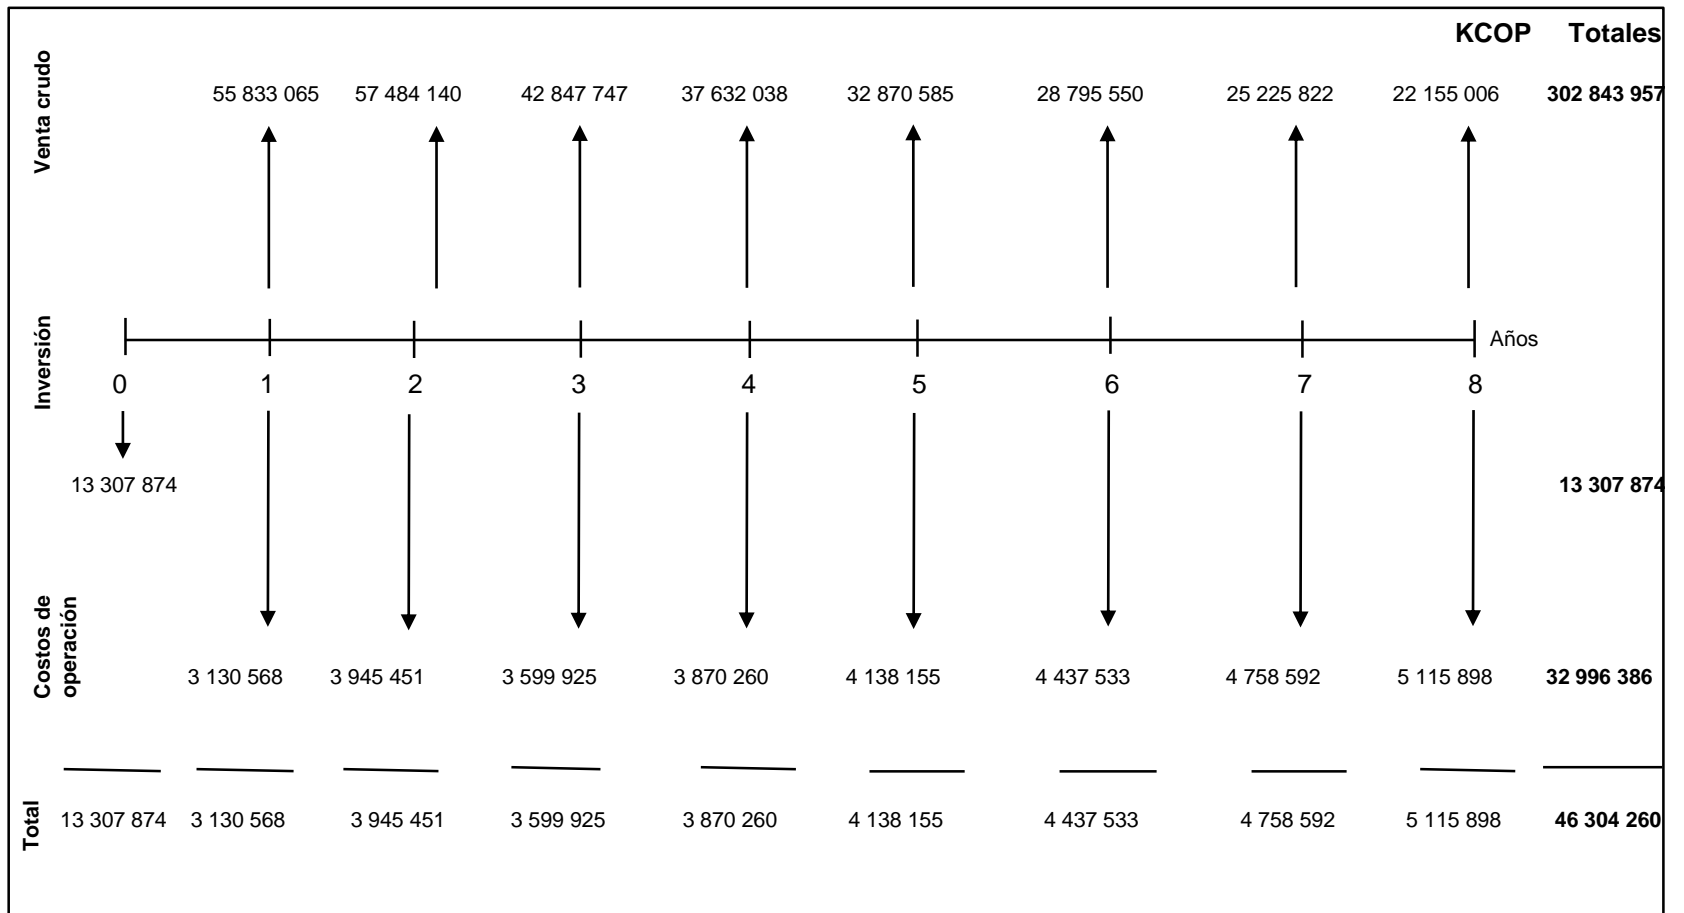 KCOP Totales
Venta crudo
55 833 065 57 484 140 42 847 747 37 632 038 32 870 585 28 795 550 25 225 822 22 155 006 302 843 957
Inversión
Años
0 1 2 3 4 5 6 7 8
13 307 874 13 307 874
Costos de
operación
3 130 568 3 945 451 3 599 925 3 870 260 4 138 155 4 437 533 4 758 592 5 115 898 32 996 386
Total
13 307 874 3 130 568 3 945 451 3 599 925 3 870 260 4 138 155 4 437 533 4 758 592 5 115 898 46 304 260